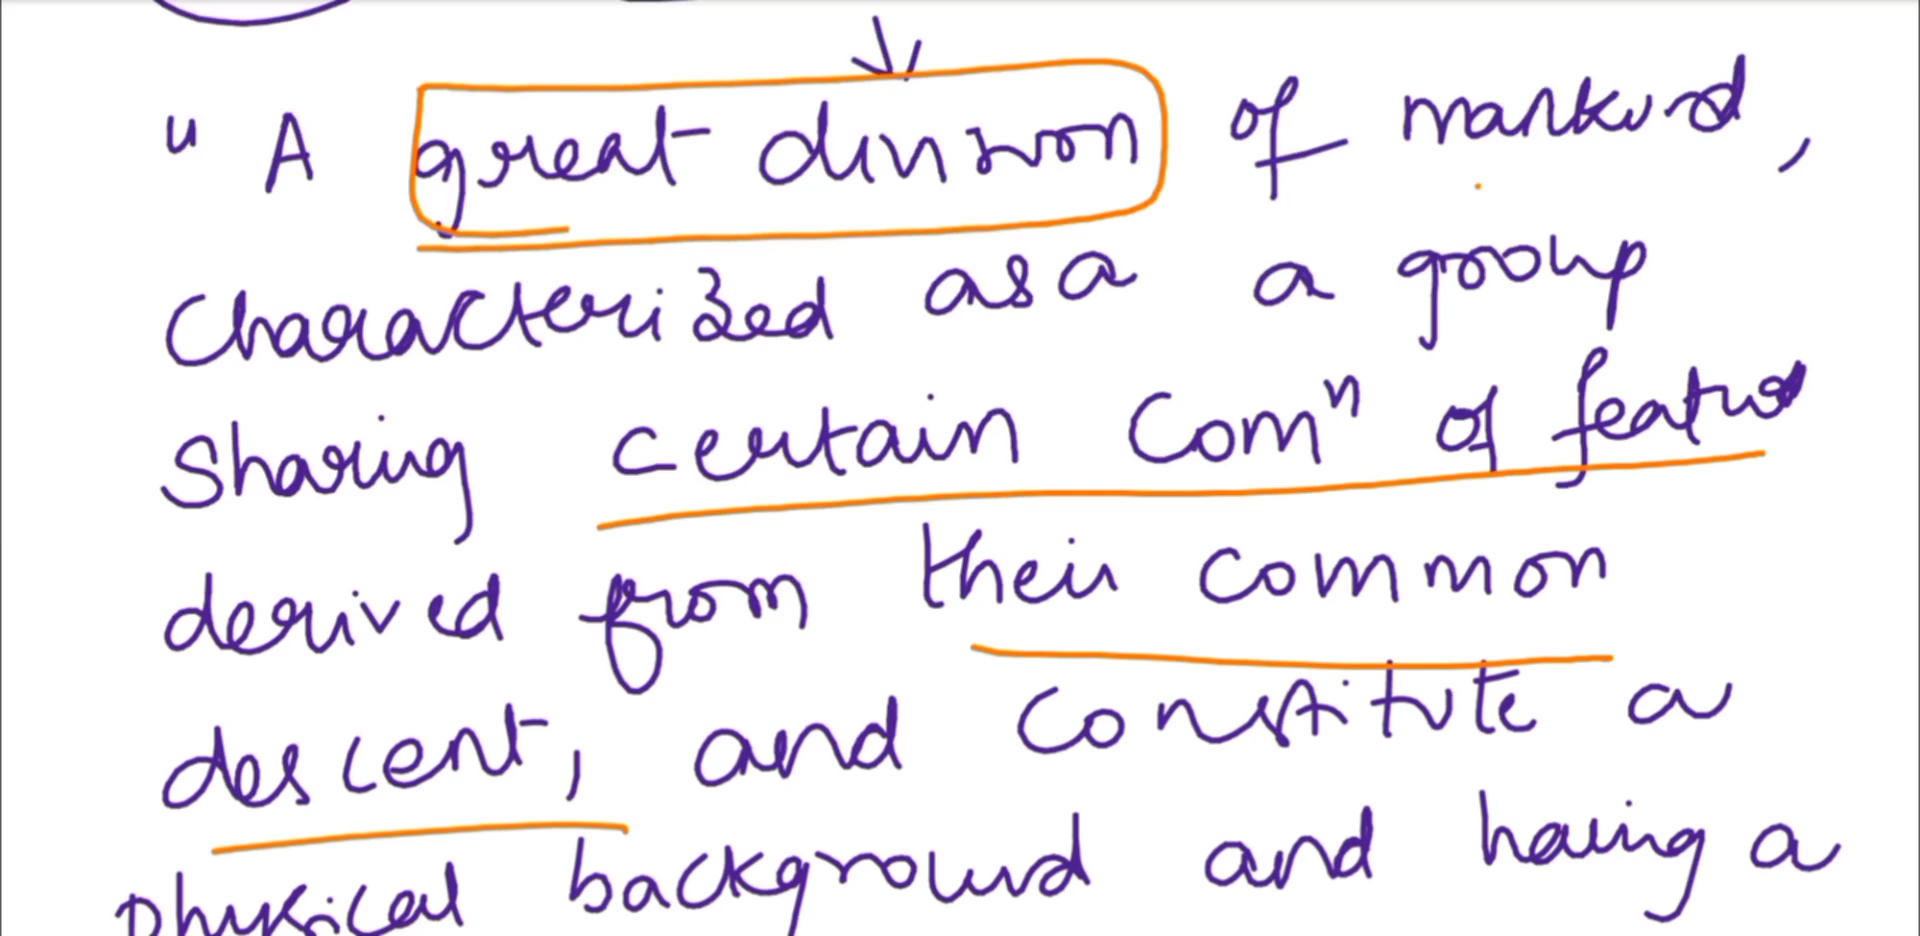 " A great division of mankind,
Characterized as a a group
Sharing certain Comⁿ of featur
derived from their common
descent, and constitute a
physical background and having a